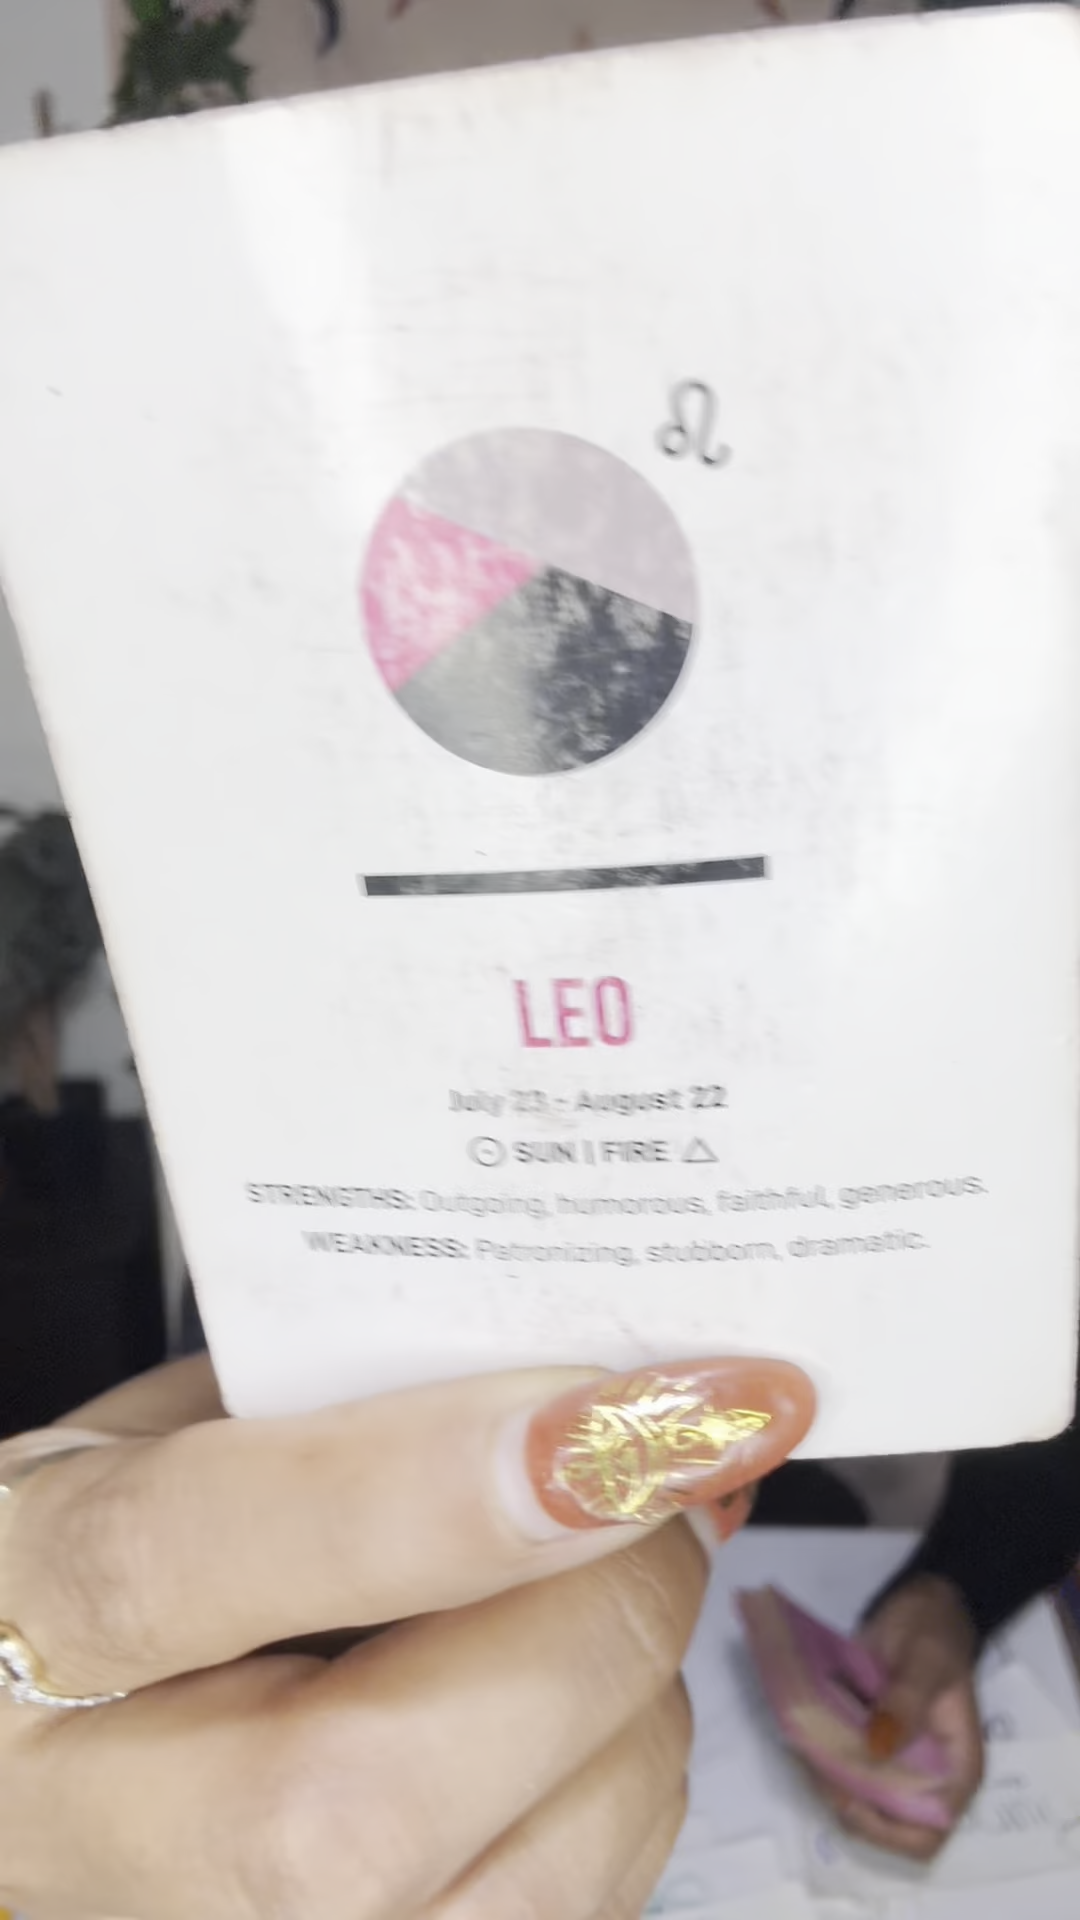 ♌
LEO
July 23 - August 22
☉ SUN | FIRE △
STRENGTHS: Outgoing, humorous, faithful, generous.
WEAKNESS: Patronizing, stubborn, dramatic.